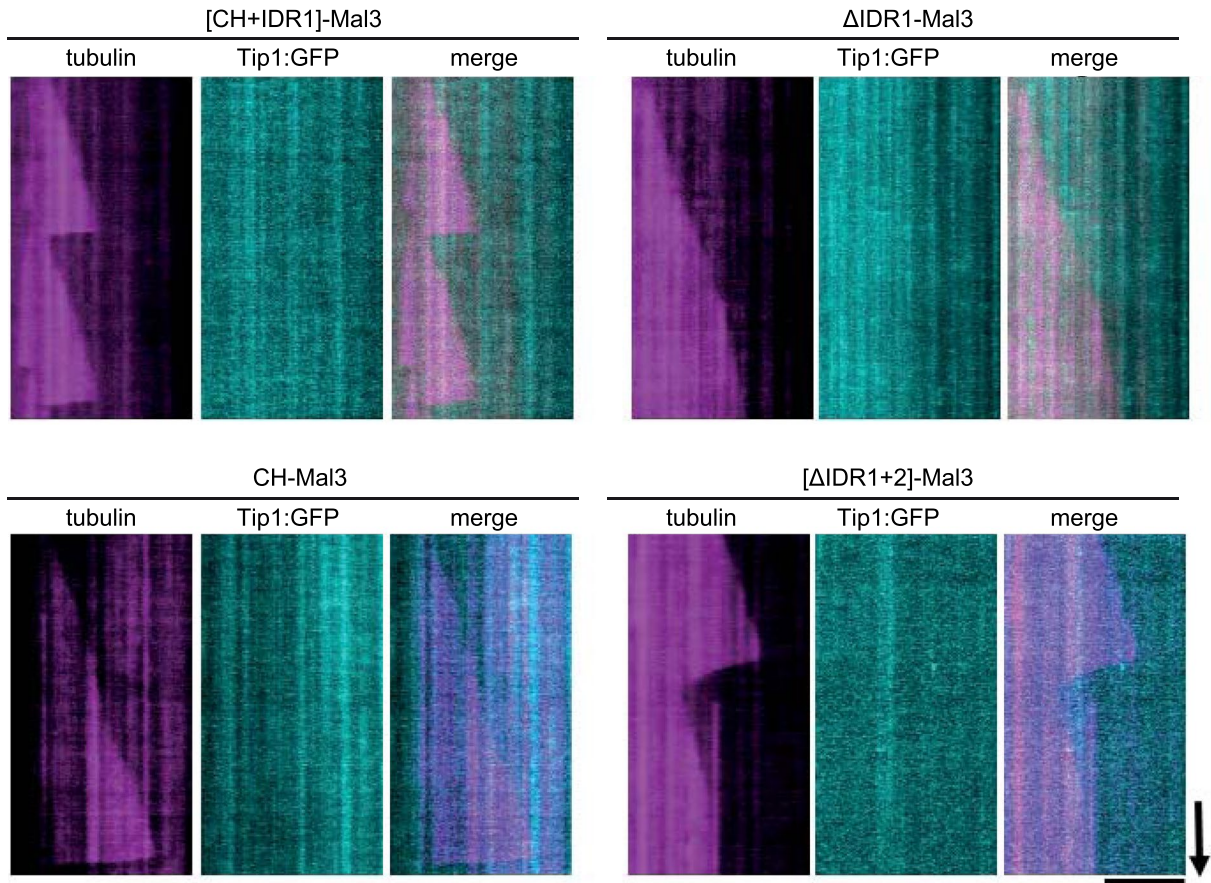 [CH+IDR1]-Mal3
ΔIDR1-Mal3
tubulin Tip1:GFP merge
tubulin Tip1:GFP merge
CH-Mal3
[ΔIDR1+2]-Mal3
tubulin Tip1:GFP merge
tubulin Tip1:GFP merge